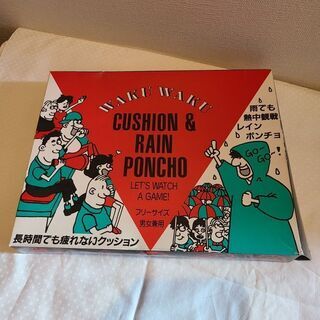 WAKU WAKU
CUSHION &
RAIN
PONCHO
LET'S WATCH
A GAME!
フリーサイズ
男女兼用
雨でも
熱中観戦
レイン
ポンチョ
GO-GO-!
長時間でも疲れないクッション